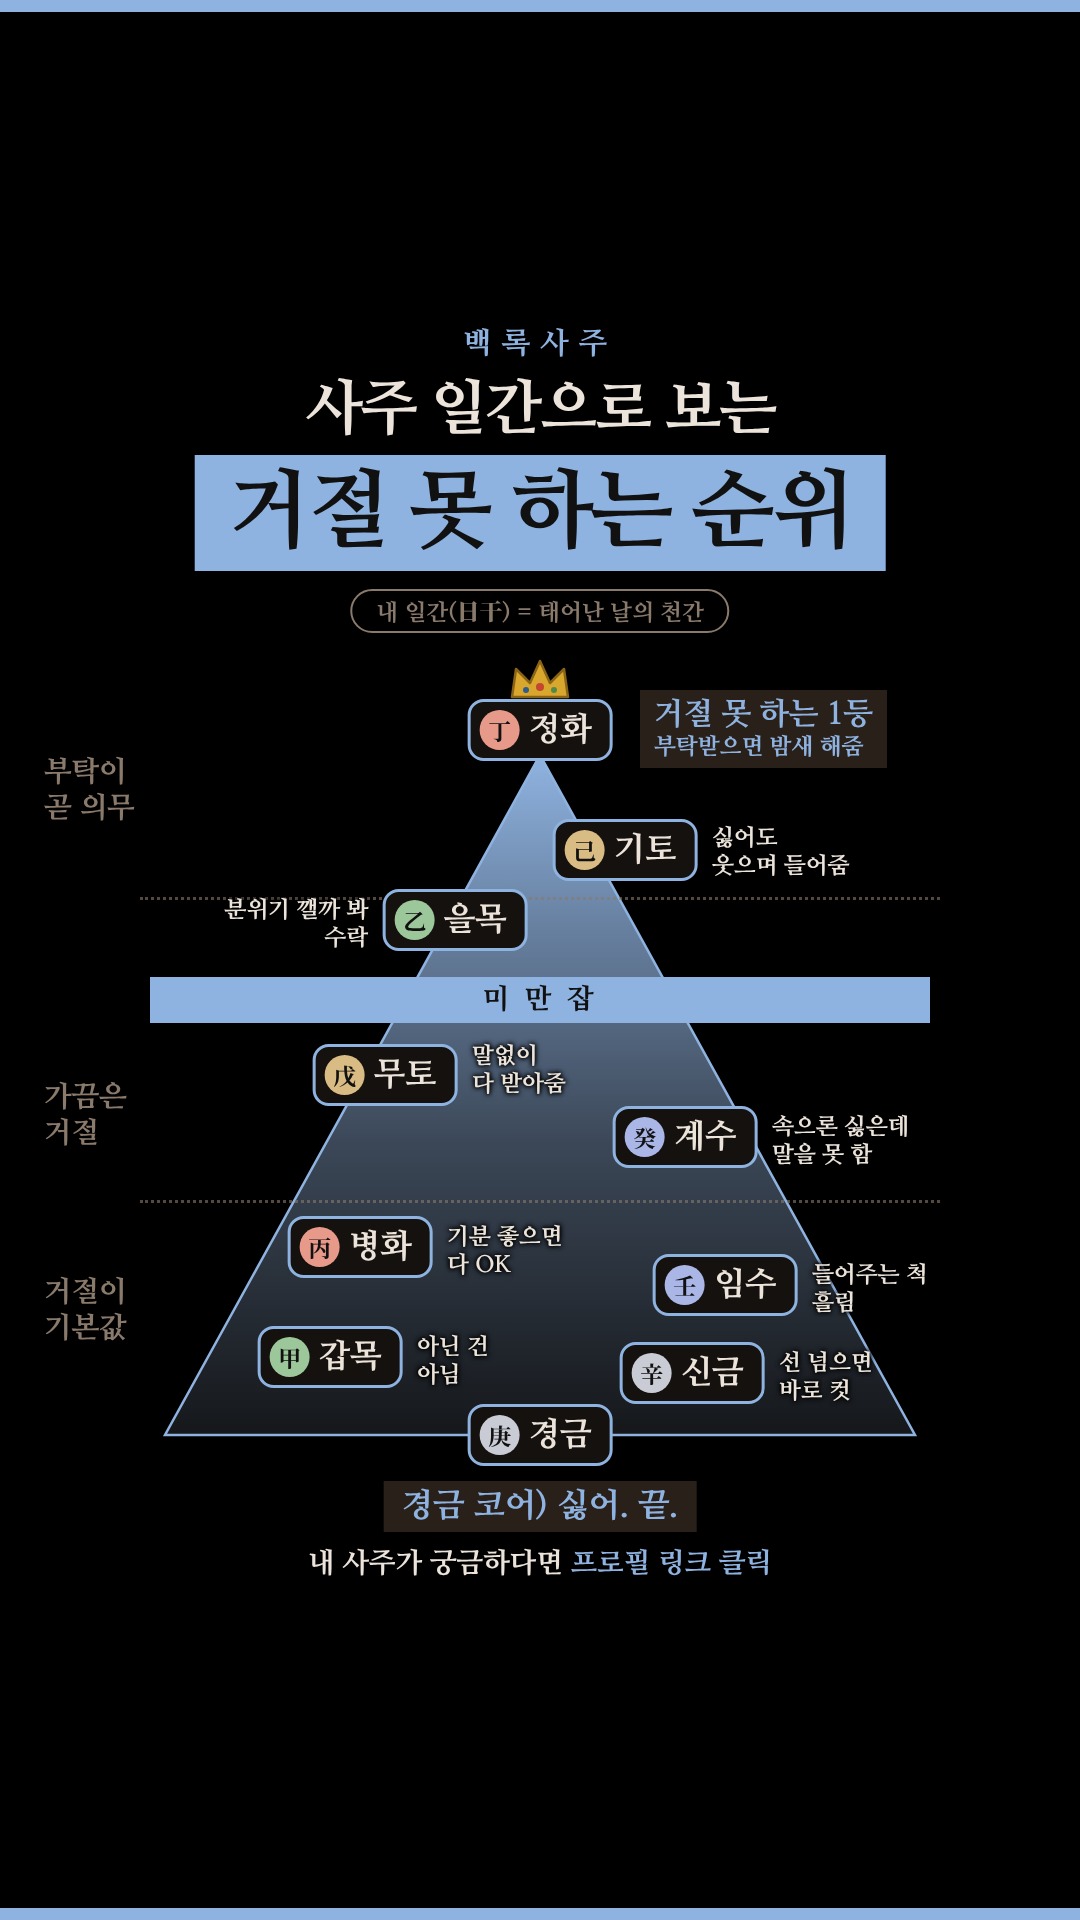 백록사주
사주 일간으로 보는
거절 못 하는 순위
내 일간(日干) = 태어난 날의 천간
丁 정화
거절 못 하는 1등
부탁받으면 밤새 해줌
부탁이
곧 의무
己 기토
싫어도
웃으며 들어줌
분위기 깰까 봐
수락
乙 을목
미만잡
戊 무토
말없이
다 받아줌
가끔은
거절
癸 계수
속으론 싫은데
말을 못 함
丙 병화
기분 좋으면
다 OK
壬 임수
들어주는 척
흘림
거절이
기본값
甲 갑목
아닌 건
아님
辛 신금
선 넘으면
바로 컷
庚 경금
경금 코어) 싫어. 끝.
내 사주가 궁금하다면 프로필 링크 클릭